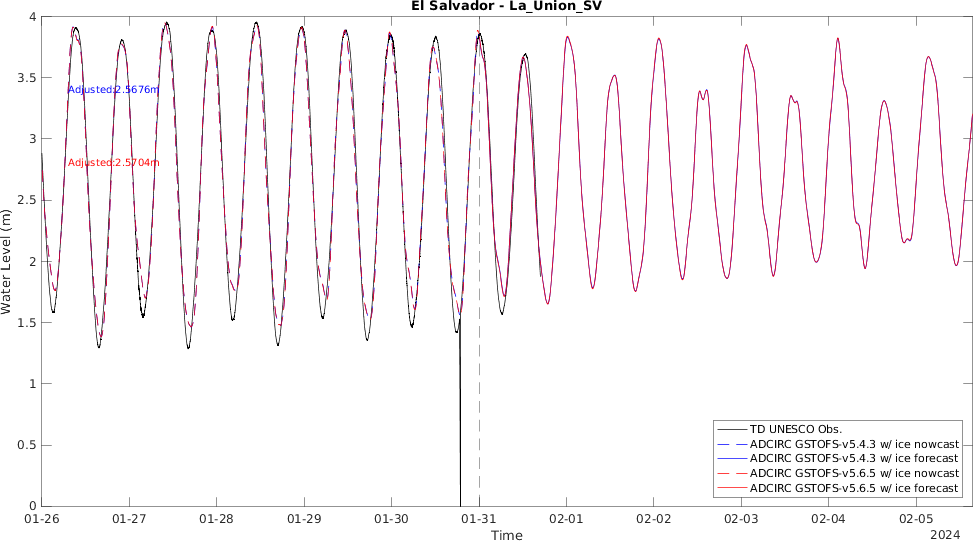 El Salvador - La_Union_SV
4
3.5
3
2.5
2
1.5
1
0.5
0
Water Level (m)
Adjusted:2.5676m
Adjusted:2.5704m
TD UNESCO Obs.
ADCIRC GSTOFS-v5.4.3 w/ ice nowcast
ADCIRC GSTOFS-v5.4.3 w/ ice forecast
ADCIRC GSTOFS-v5.6.5 w/ ice nowcast
ADCIRC GSTOFS-v5.6.5 w/ ice forecast
01-26 01-27 01-28 01-29 01-30 01-31 02-01 02-02 02-03 02-04 02-05
Time
2024